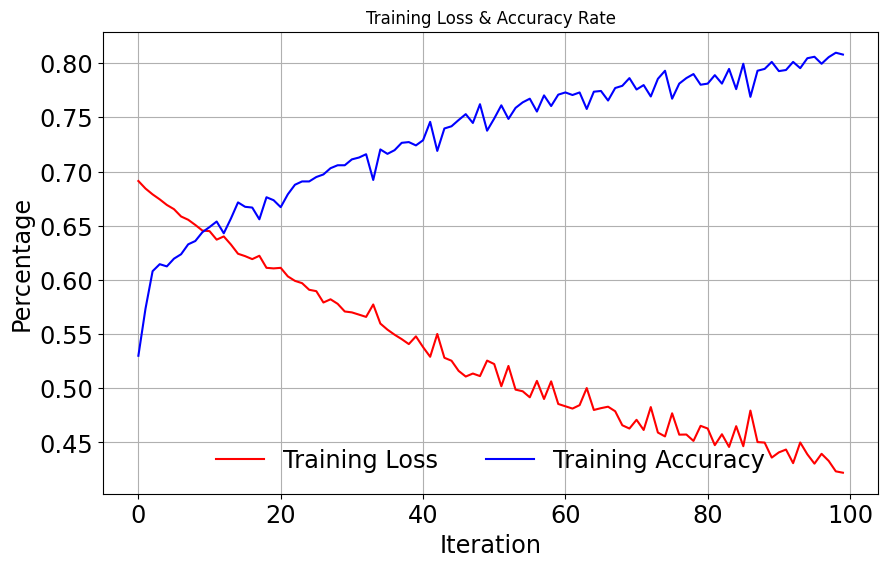 Training Loss & Accuracy Rate
Percentage
0.80
0.75
0.70
0.65
0.60
0.55
0.50
0.45
Training Loss Training Accuracy
0 20 40 60 80 100
Iteration